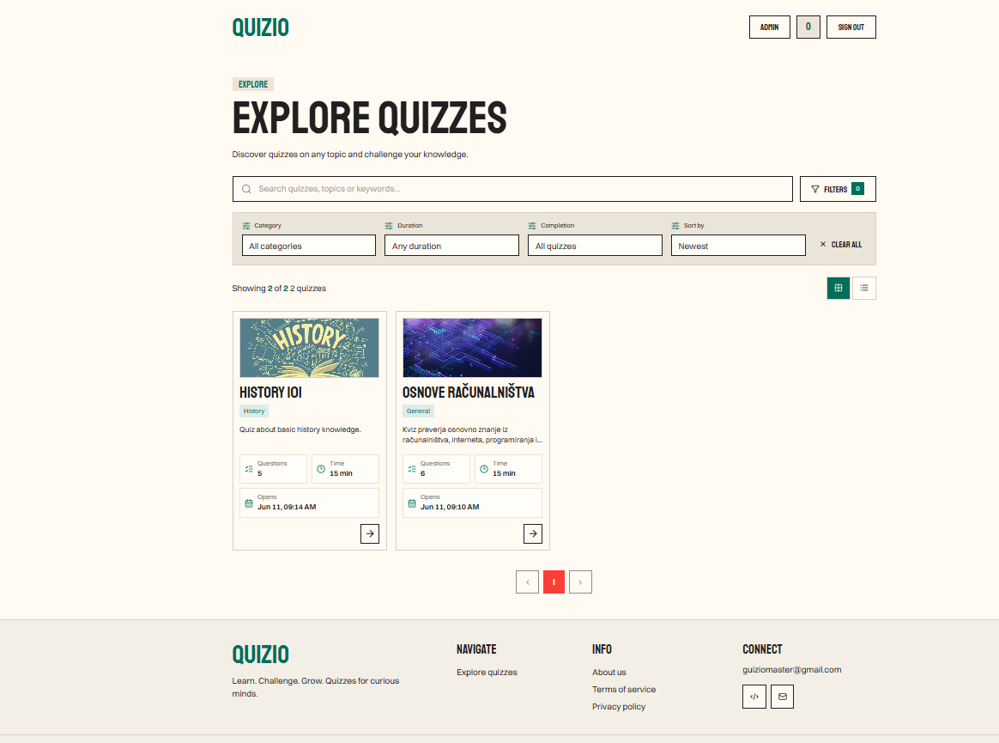 QUIZIO
ADMIN
0
SIGN OUT
EXPLORE
EXPLORE QUIZZES
Discover quizzes on any topic and challenge your knowledge.
Search quizzes, topics or keywords...
FILTERS 0
Category
Duration
Completion
Sort by
All categories
Any duration
All quizzes
Newest
CLEAR ALL
Showing 2 of 2 2 quizzes
HISTORY
HISTORY 101
History
Quiz about basic history knowledge.
Questions
5
Time
15 min
Opens
Jun 11, 09:14 AM
OSNOVE RAČUNALNIŠTVA
General
Kviz preverja osnovno znanje iz
računalništva, interneta, programiranja i...
Questions
6
Time
15 min
Opens
Jun 11, 09:10 AM
1
QUIZIO
Learn. Challenge. Grow. Quizzes for curious
minds.
NAVIGATE
Explore quizzes
INFO
About us
Terms of service
Privacy policy
CONNECT
guiziomaster@gmail.com